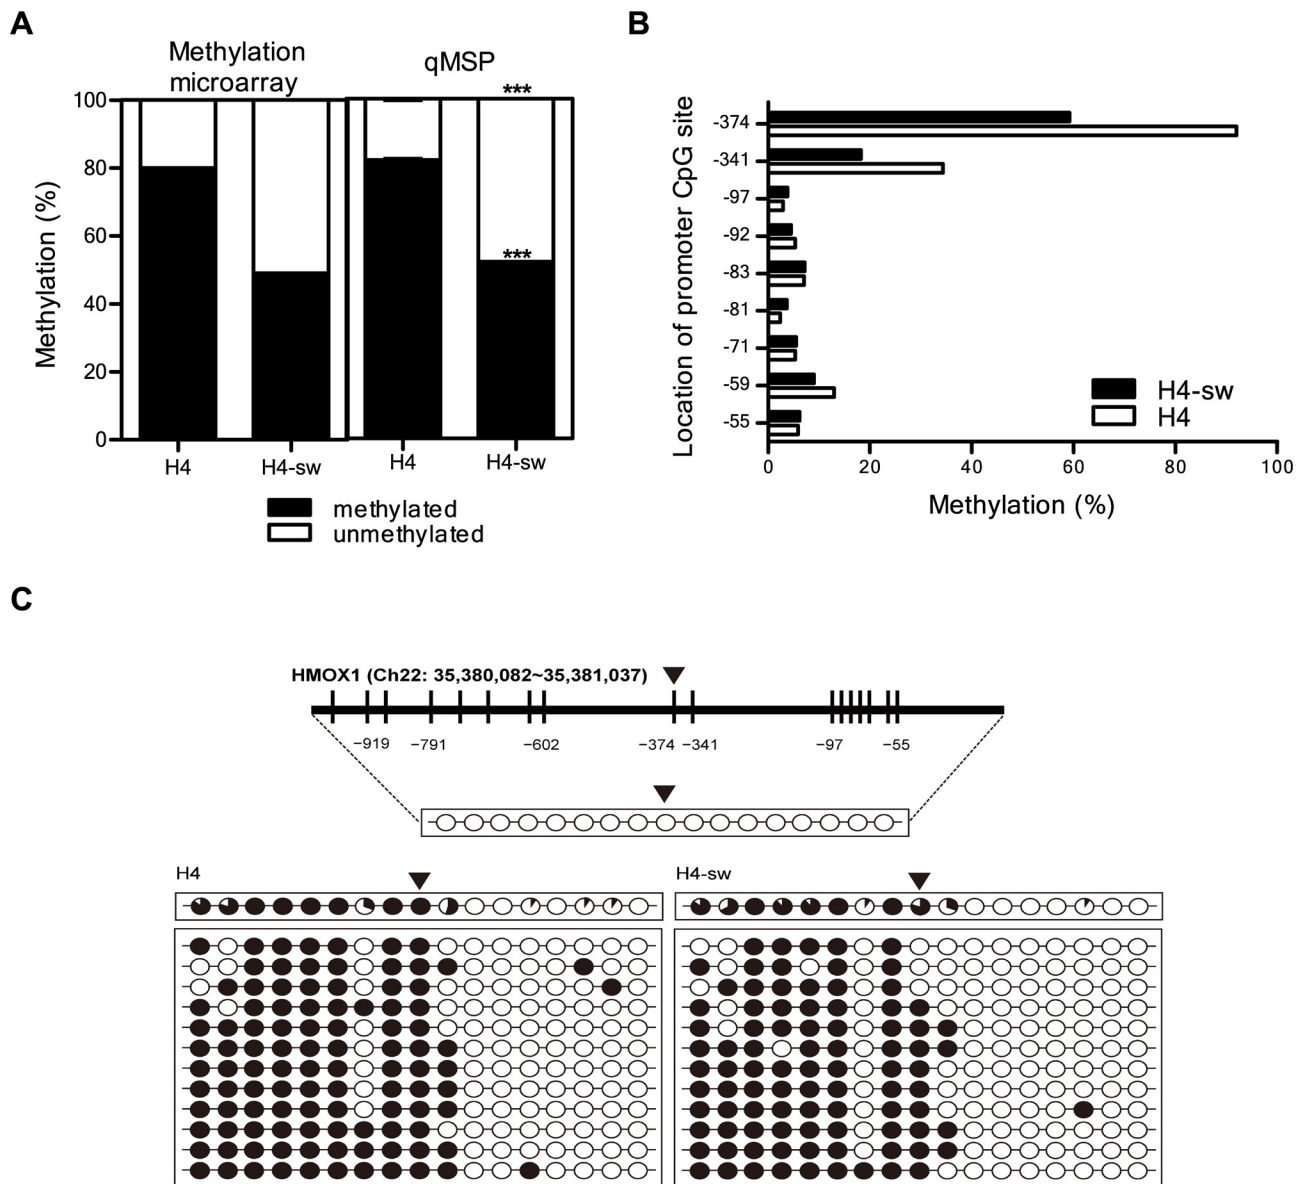 A
Methylation
microarray
qMSP
***
***
100
80
60
40
20
0
Methylation (%)
H4
H4-sw
H4
H4-sw
methylated
unmethylated
B
Location of promoter CpG site
-374
-341
-97
-92
-83
-81
-71
-59
-55
H4-sw
H4
0 20 40 60 80 100
Methylation (%)
C
HMOX1 (Ch22: 35,380,082~35,381,037)
−919 −791 −602 −374 −341 −97 −55
H4
H4-sw